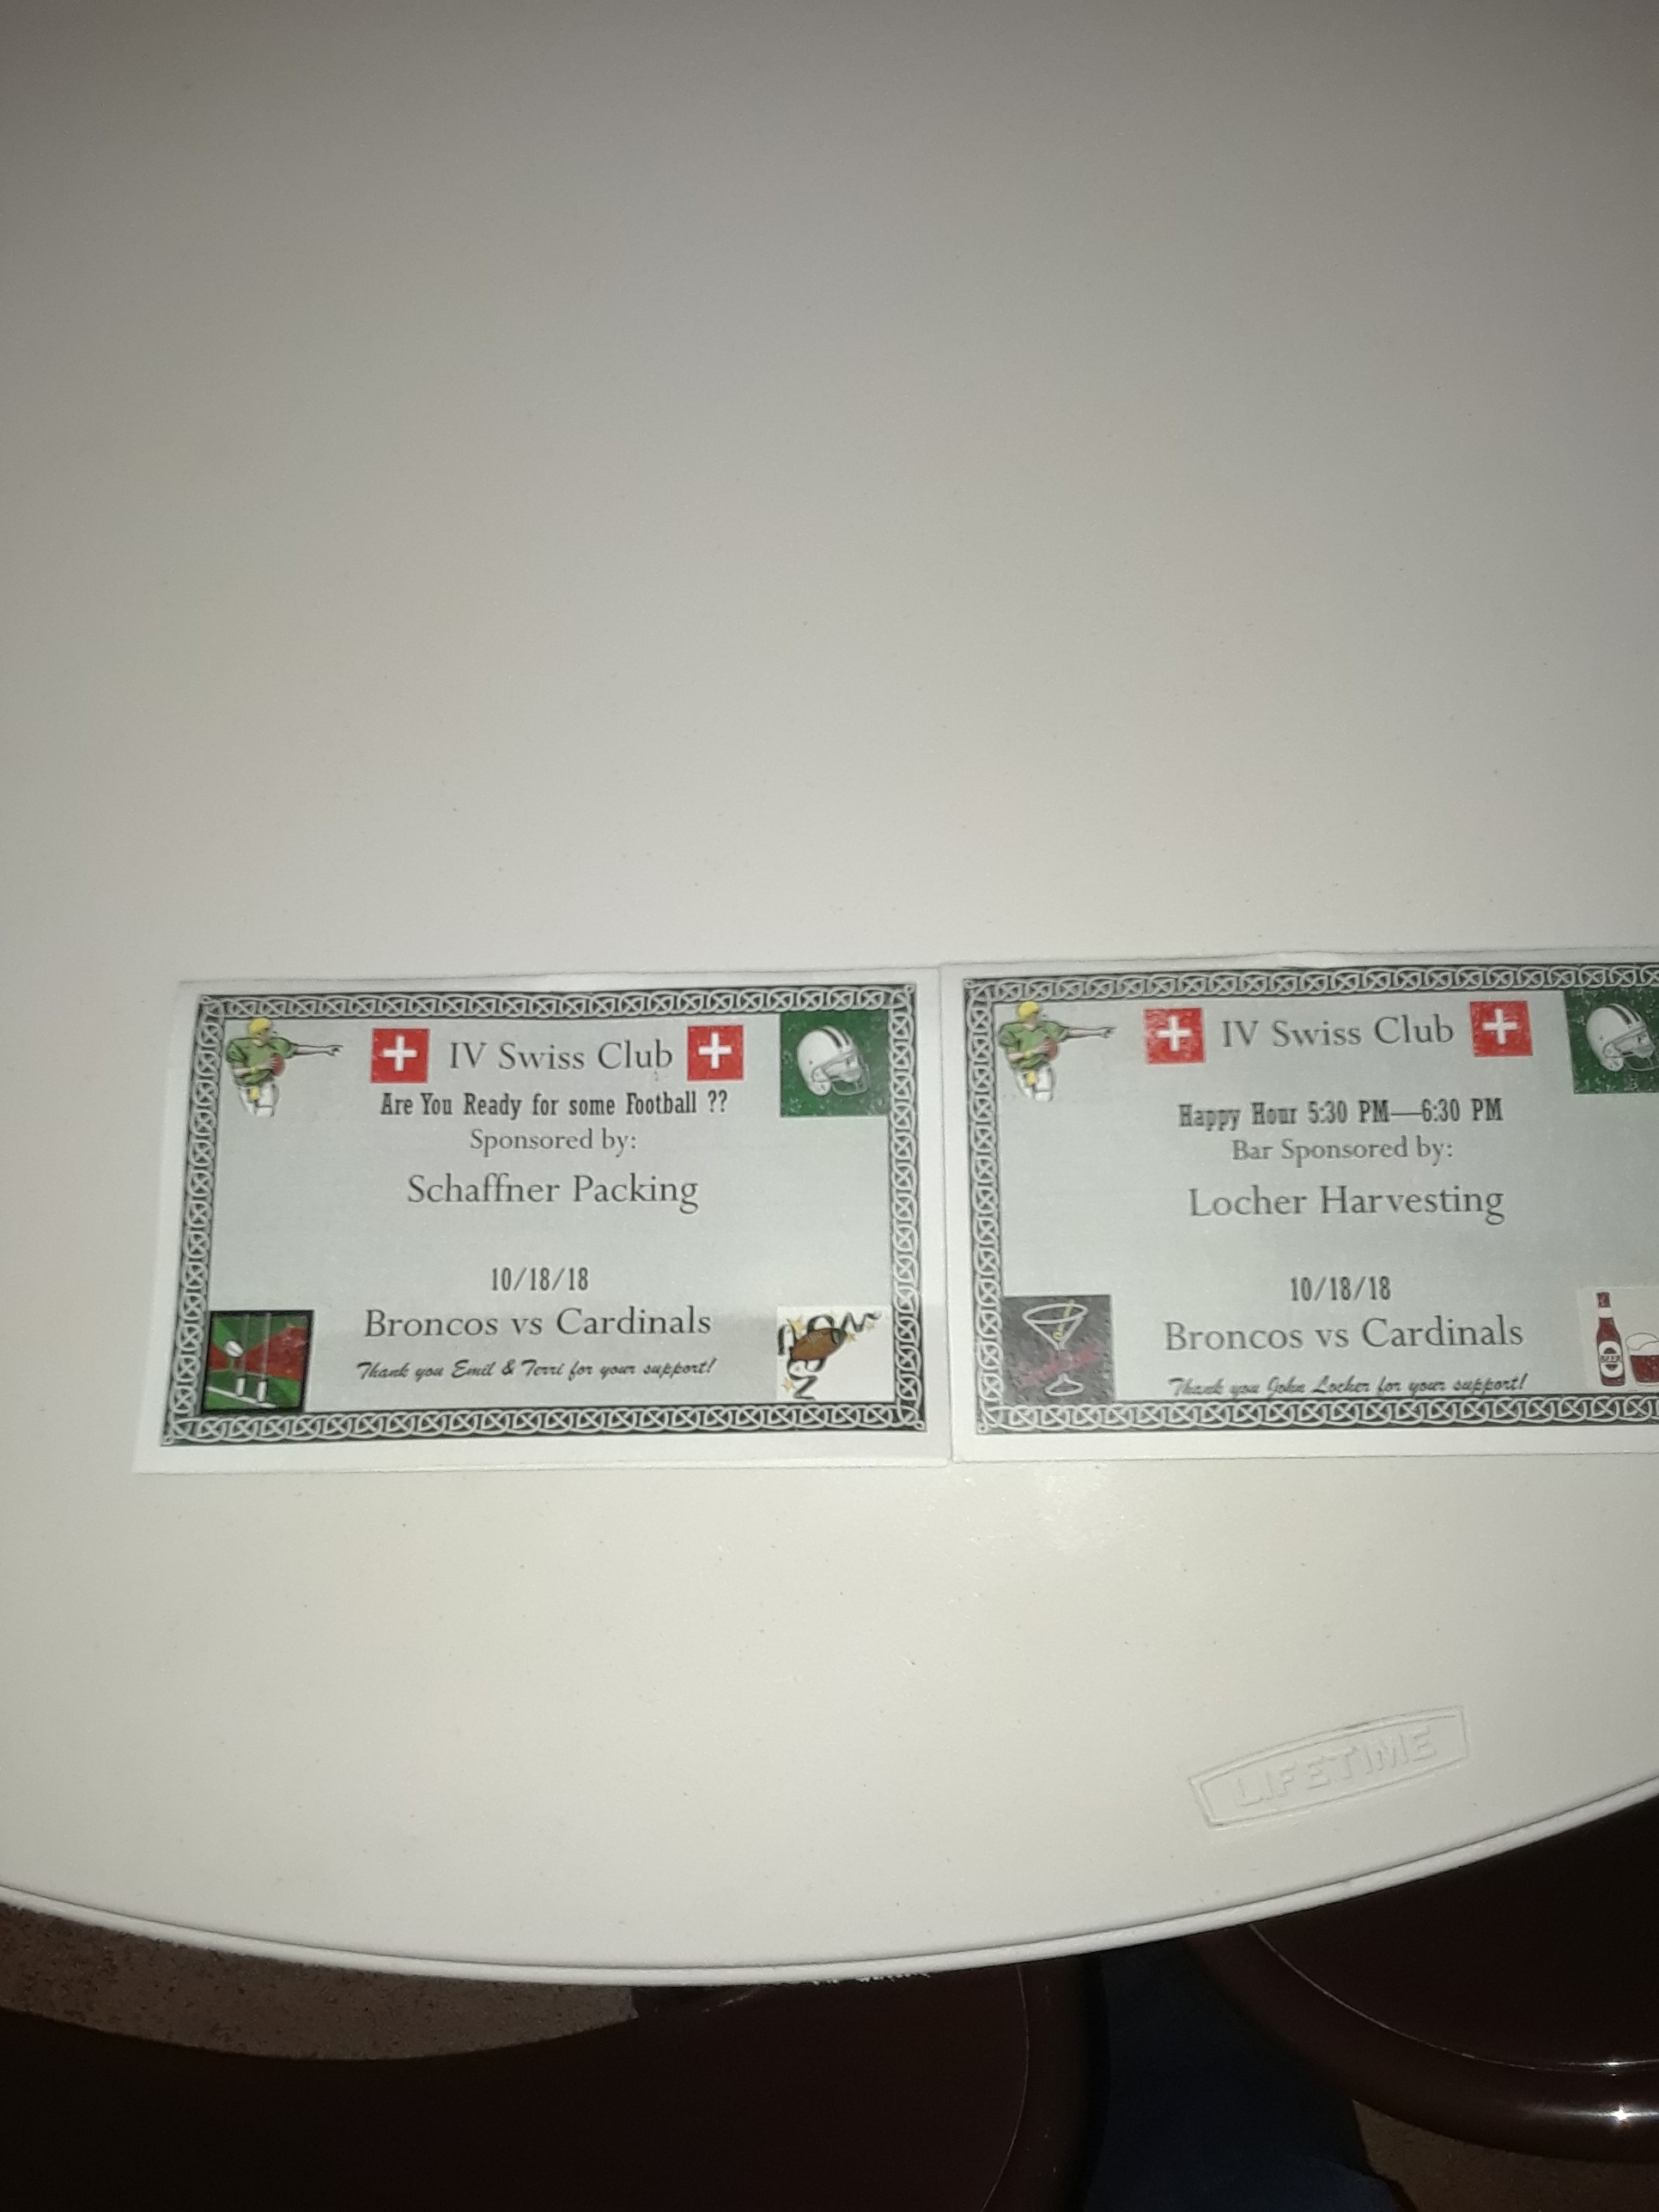 IV Swiss Club
Are You Ready for some Football ??
Sponsored by:
Schaffner Packing
10/18/18
Broncos vs Cardinals
Thank you Emil & Terri for your support!
IV Swiss Club
Happy Hour 5:30 PM—6:30 PM
Bar Sponsored by:
Locher Harvesting
10/18/18
Broncos vs Cardinals
Thank you John Locher for your support!
BEER
LIFETIME